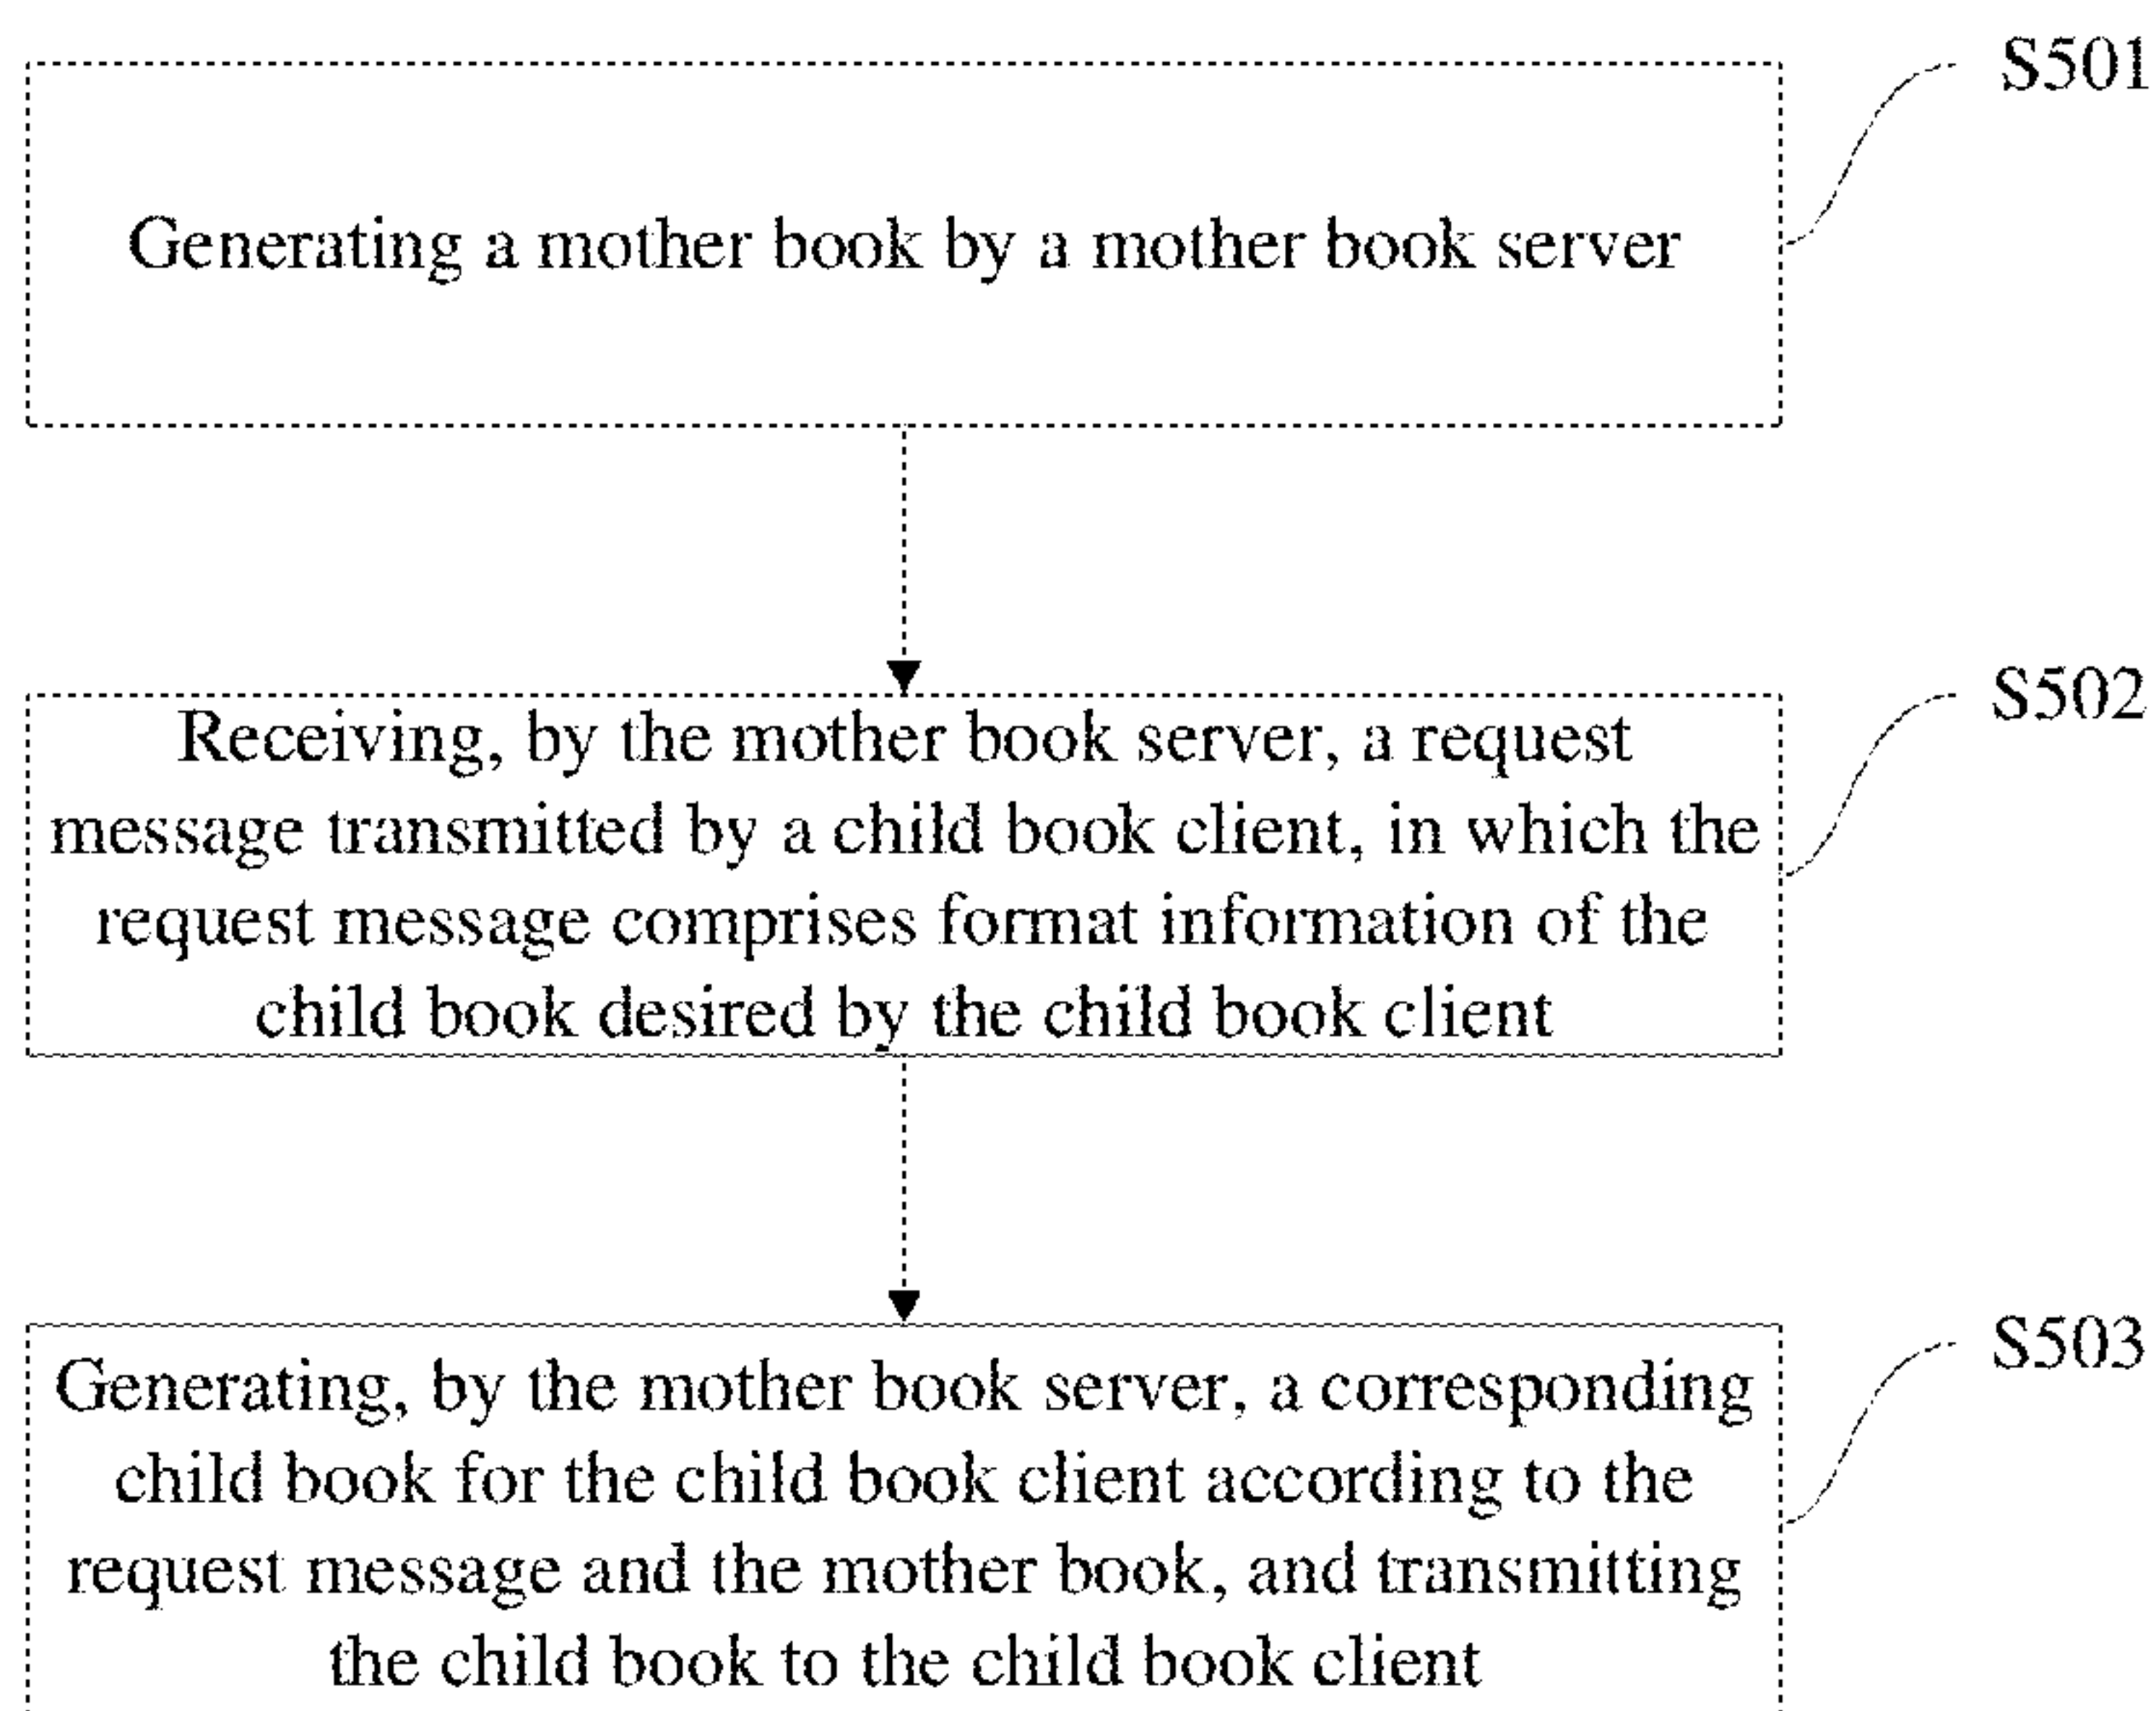 S501
Generating a mother book by a mother book server
S502
Receiving, by the mother book server, a request
message transmitted by a child book client, in which the
request message comprises format information of the
child book desired by the child book client
S503
Generating, by the mother book server, a corresponding
child book for the child book client according to the
request message and the mother book, and transmitting
the child book to the child book client